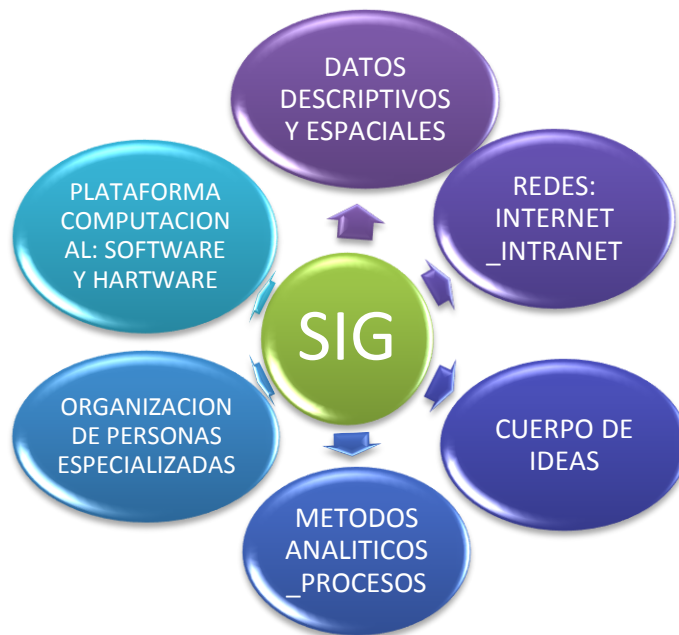 DATOS
DESCRIPTIVOS
Y ESPACIALES
REDES:
INTERNET
_INTRANET
CUERPO DE
IDEAS
METODOS
ANALITICOS
_PROCESOS
ORGANIZACION
DE PERSONAS
ESPECIALIZADAS
PLATAFORMA
COMPUTACION
AL: SOFTWARE
Y HARTWARE
SIG